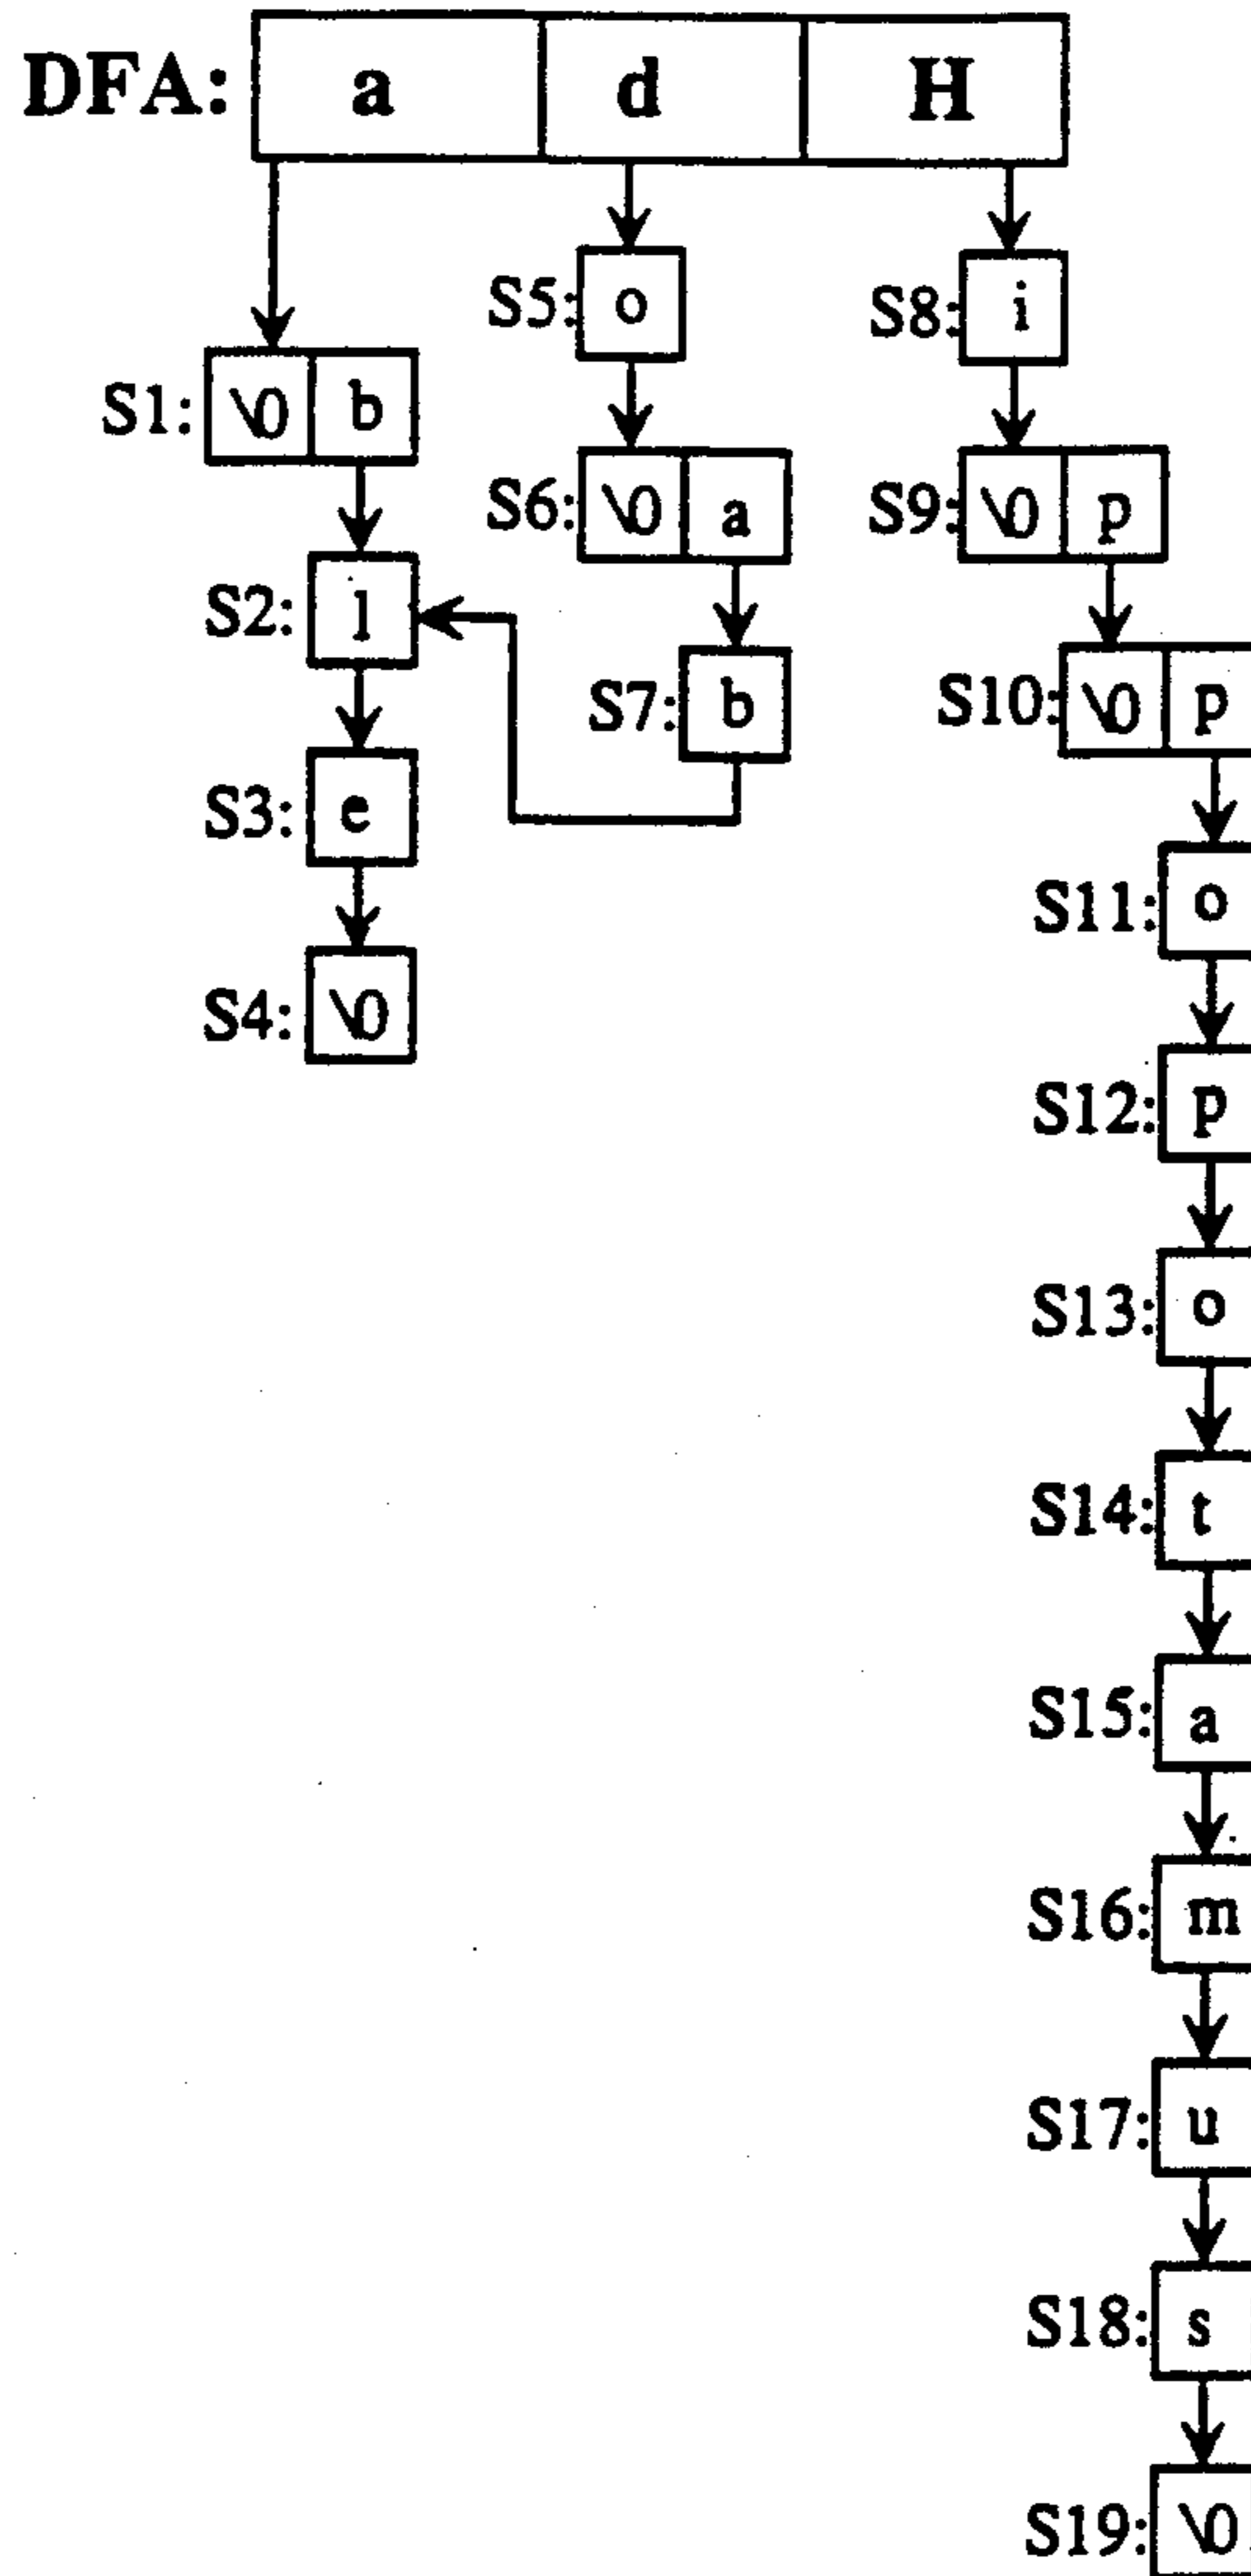 DFA: a d H
S5: o S8: i
S1: \0 b
S6: \0 a S9: \0 p
S2: l
S7: b S10: \0 p
S3: e
S11: o
S4: \0
S12: p
S13: o
S14: t
S15: a
S16: m
S17: u
S18: s
S19: \0